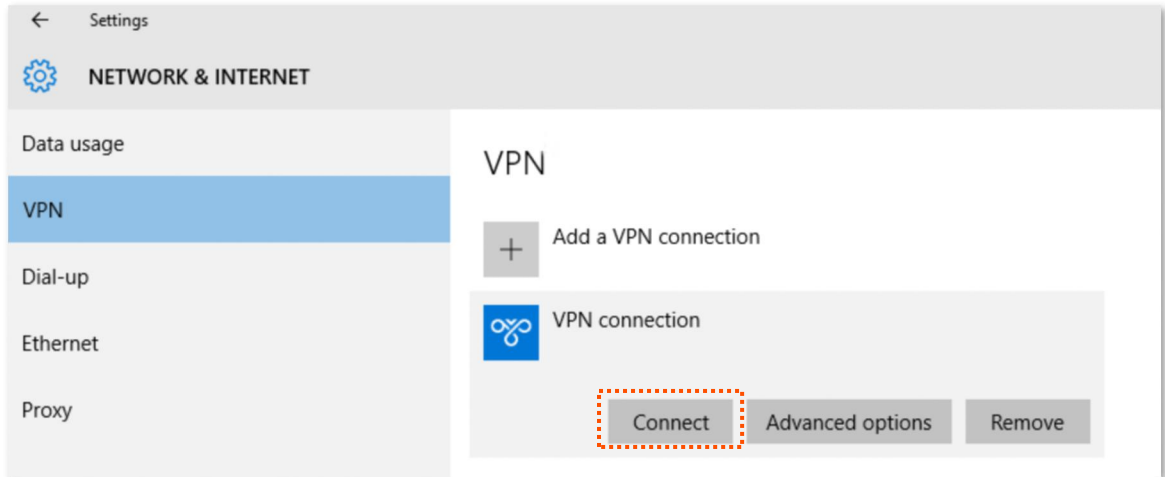 Settings
NETWORK & INTERNET
Data usage
VPN
Dial-up
Ethernet
Proxy
VPN
Add a VPN connection
VPN connection
Connect
Advanced options
Remove